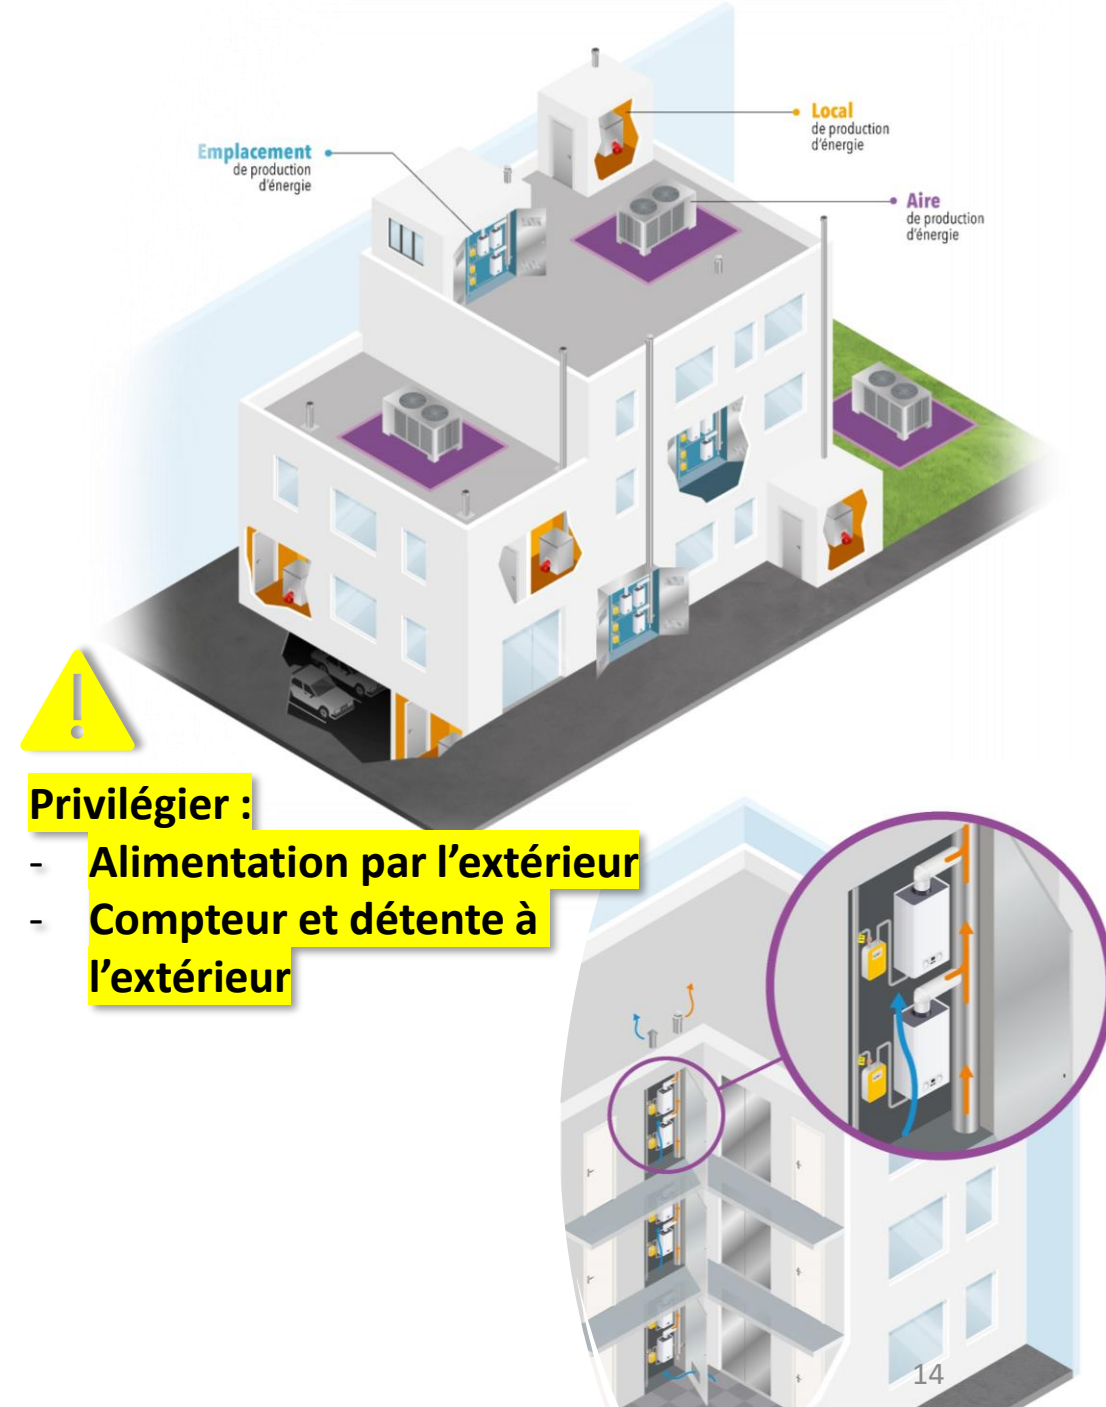 Local
de production
d'énergie
Emplacement
de production
d'énergie
Aire
de production
d'énergie
!
Privilégier :
- Alimentation par l’extérieur
- Compteur et détente à
l’extérieur
14